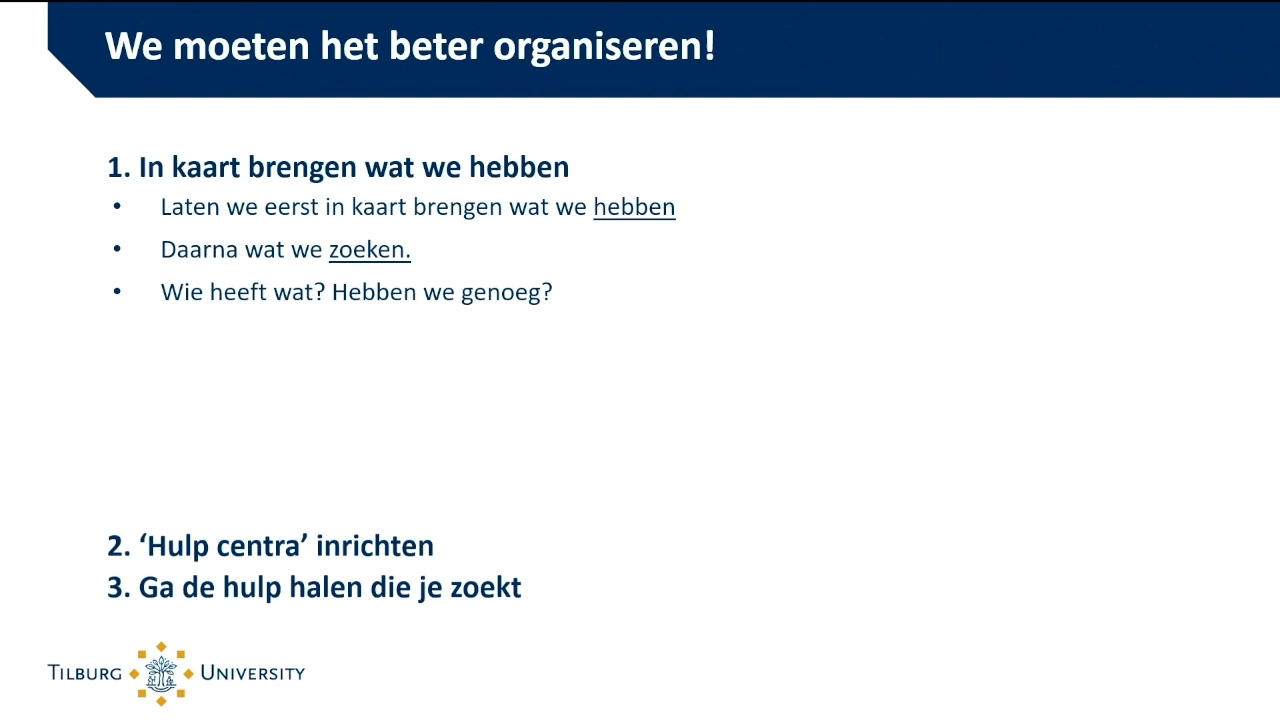 We moeten het beter organiseren!
1. In kaart brengen wat we hebben
• Laten we eerst in kaart brengen wat we hebben
• Daarna wat we zoeken.
• Wie heeft wat? Hebben we genoeg?
2. ‘Hulp centra’ inrichten
3. Ga de hulp halen die je zoekt
TILBURG UNIVERSITY